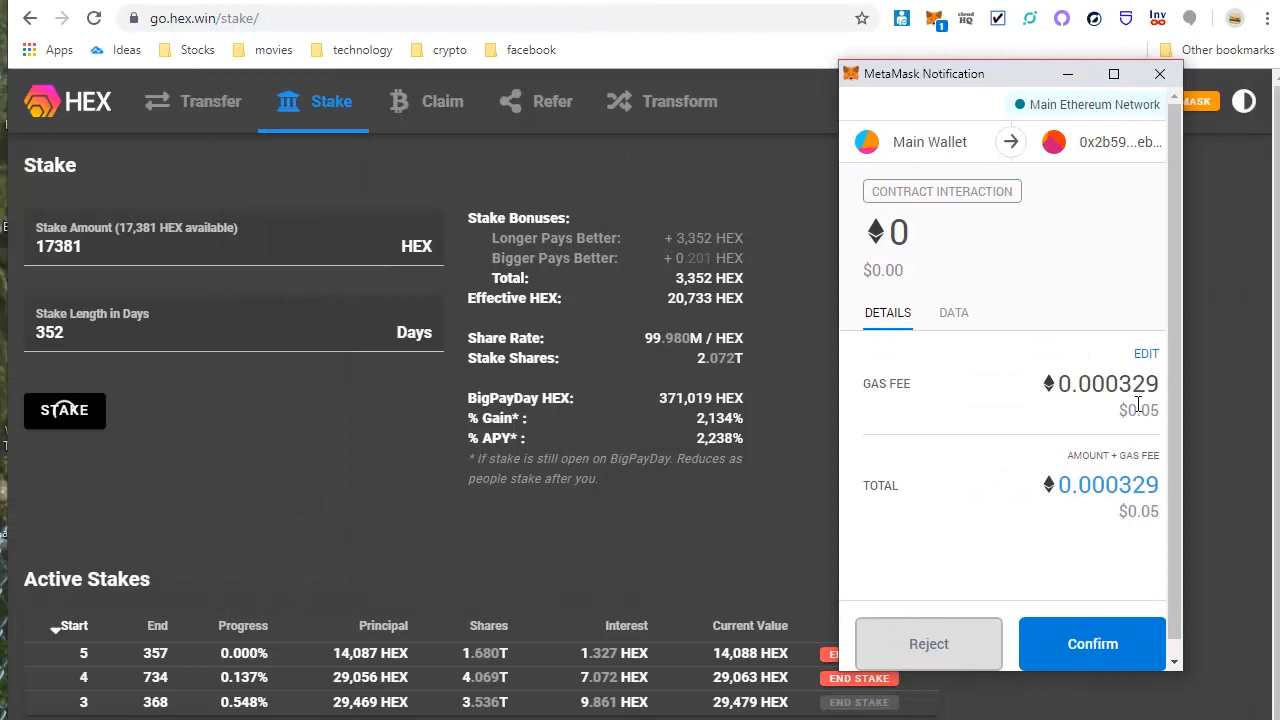 go.hex.win/stake/
1
cloud HQ
Inv
Apps
Ideas
Stocks
movies
technology
crypto
facebook
Other bookmarks
HEX
Transfer
Stake
Claim
Refer
Transform
MASK
Stake
Stake Amount (17,381 HEX available)
17381 HEX
Stake Length in Days
352 Days
STAKE
Stake Bonuses:
Longer Pays Better: + 3,352 HEX
Bigger Pays Better: + 0.201 HEX
Total: 3,352 HEX
Effective HEX: 20,733 HEX
Share Rate: 99.980M / HEX
Stake Shares: 2.072T
BigPayDay HEX: 371,019 HEX
% Gain* : 2,134%
% APY* : 2,238%
* If stake is still open on BigPayDay. Reduces as
people stake after you.
Active Stakes
Start End Progress Principal Shares Interest Current Value
5 357 0.000% 14,087 HEX 1.680T 1.327 HEX 14,088 HEX
4 734 0.137% 29,056 HEX 4.069T 7.072 HEX 29,063 HEX END STAKE
3 368 0.548% 29,469 HEX 3.536T 9.861 HEX 29,479 HEX END STAKE
MetaMask Notification
Main Ethereum Network
Main Wallet
0x2b59...eb...
CONTRACT INTERACTION
0
$0.00
DETAILS
DATA
EDIT
GAS FEE 0.000329
$0.05
AMOUNT + GAS FEE
TOTAL 0.000329
$0.05
Reject
Confirm